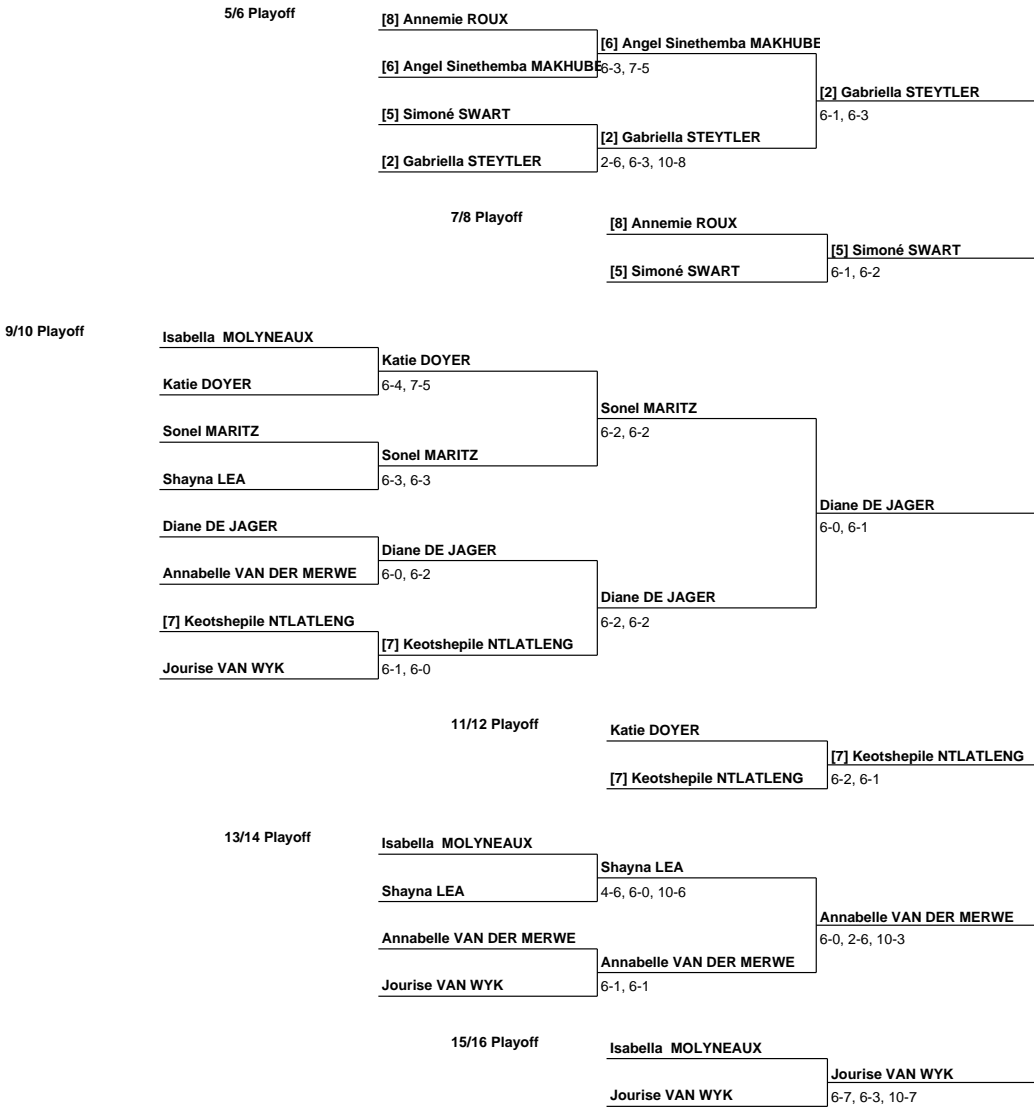 5/6 Playoff
[8] Annemie ROUX
[6] Angel Sinethemba MAKHUBE
[6] Angel Sinethemba MAKHUBE
6-3, 7-5
[2] Gabriella STEYTLER
6-1, 6-3
[5] Simoné SWART
[2] Gabriella STEYTLER
[2] Gabriella STEYTLER
2-6, 6-3, 10-8
7/8 Playoff
[8] Annemie ROUX
[5] Simoné SWART
[5] Simoné SWART
6-1, 6-2
9/10 Playoff
Isabella MOLYNEAUX
Katie DOYER
Katie DOYER
6-4, 7-5
Sonel MARITZ
6-2, 6-2
Sonel MARITZ
Sonel MARITZ
Shayna LEA
6-3, 6-3
Diane DE JAGER
6-0, 6-1
Diane DE JAGER
Diane DE JAGER
Annabelle VAN DER MERWE
6-0, 6-2
Diane DE JAGER
6-2, 6-2
[7] Keotshepile NTLATLENG
[7] Keotshepile NTLATLENG
Jourise VAN WYK
6-1, 6-0
11/12 Playoff
Katie DOYER
[7] Keotshepile NTLATLENG
[7] Keotshepile NTLATLENG
6-2, 6-1
13/14 Playoff
Isabella MOLYNEAUX
Shayna LEA
Shayna LEA
4-6, 6-0, 10-6
Annabelle VAN DER MERWE
6-0, 2-6, 10-3
Annabelle VAN DER MERWE
Annabelle VAN DER MERWE
Jourise VAN WYK
6-1, 6-1
15/16 Playoff
Isabella MOLYNEAUX
Jourise VAN WYK
Jourise VAN WYK
6-7, 6-3, 10-7